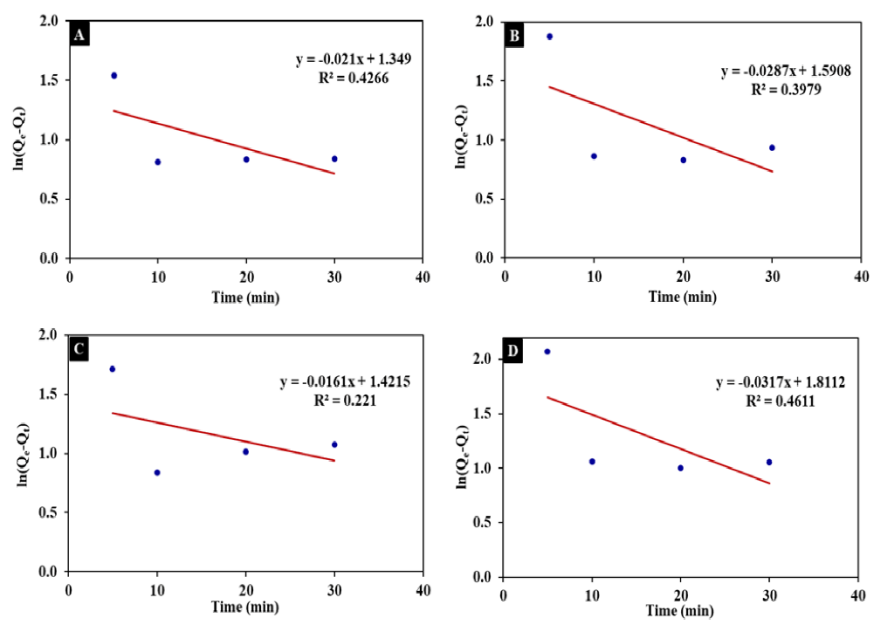 A
y = -0.021x + 1.349
R² = 0.4266
ln(Qₑ-Qₜ)
2.0
1.5
1.0
0.5
0.0
0 10 20 30 40
Time (min)
B
y = -0.0287x + 1.5908
R² = 0.3979
ln(Qₑ-Qₜ)
2.0
1.5
1.0
0.5
0.0
0 10 20 30 40
Time (min)
C
y = -0.0161x + 1.4215
R² = 0.221
ln(Qₑ-Qₜ)
2.0
1.5
1.0
0.5
0.0
0 10 20 30 40
Time (min)
D
y = -0.0317x + 1.8112
R² = 0.4611
ln(Qₑ-Qₜ)
2.0
1.5
1.0
0.5
0.0
0 10 20 30 40
Time (min)